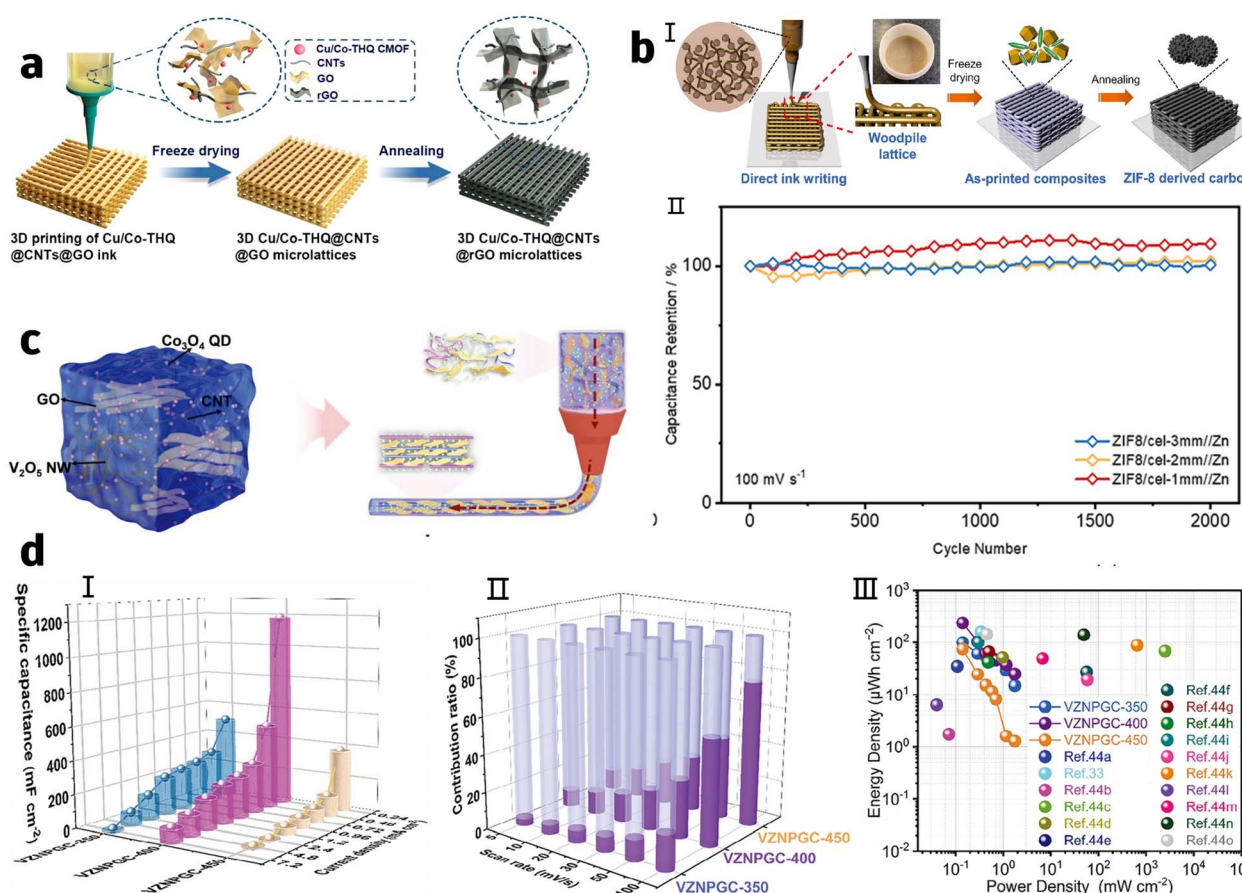 a
Cu/Co-THQ CMOF
CNTs
GO
rGO
Freeze drying
Annealing
3D printing of Cu/Co-THQ
@CNTs@GO ink
3D Cu/Co-THQ@CNTs
@GO microlattices
3D Cu/Co-THQ@CNTs
@rGO microlattices
b
I
Freeze
drying
Annealing
Woodpile
lattice
Direct ink writing
As-printed composites
ZIF-8 derived carbo
II
Capacitance Retention / %
100
50
0
100 mV s⁻¹
ZIF8/cel-3mm//Zn
ZIF8/cel-2mm//Zn
ZIF8/cel-1mm//Zn
0 500 1000 1500 2000
Cycle Number
c
Co₃O₄ QD
GO
CNT
V₂O₅ NW
d
I
Specific capacitance (mF cm⁻²)
1200
1000
800
600
400
200
0
VZNPGC-350
VZNPGC-400
VZNPGC-450
Current density (mA cm⁻²)
II
Contribution ratio (%)
100
80
60
40
20
0
5 10 20 30 50 100
Scan rate (mV/s)
VZNPGC-450
VZNPGC-400
VZNPGC-350
III
Energy Density (μWh cm⁻²)
10³
10²
10¹
10⁰
10⁻¹
10⁻²
VZNPGC-350
VZNPGC-400
VZNPGC-450
Ref.44a
Ref.33
Ref.44b
Ref.44c
Ref.44d
Ref.44e
Ref.44f
Ref.44g
Ref.44h
Ref.44i
Ref.44j
Ref.44k
Ref.44l
Ref.44m
Ref.44n
Ref.44o
10⁻¹ 10⁰ 10¹ 10² 10³ 10⁴
Power Density (mW cm⁻²)